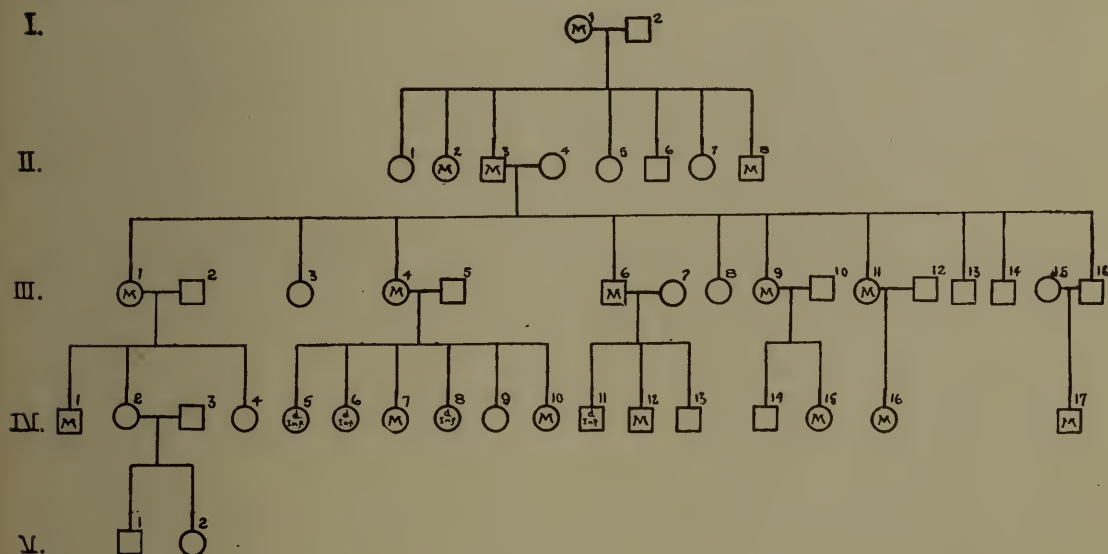 I.
1 2
M
II.
1 2 3 4 5 6 7 8
M M M
III.
1 2 3 4 5 6 7 8 9 10 11 12 13 14 15 16
M M M M M
IV.
1 2 3 4 5 6 7 8 9 10 11 12 13 14 15 16 17
M d d M d M d M M M M
Inf Inf Inf Inf
V.
1 2